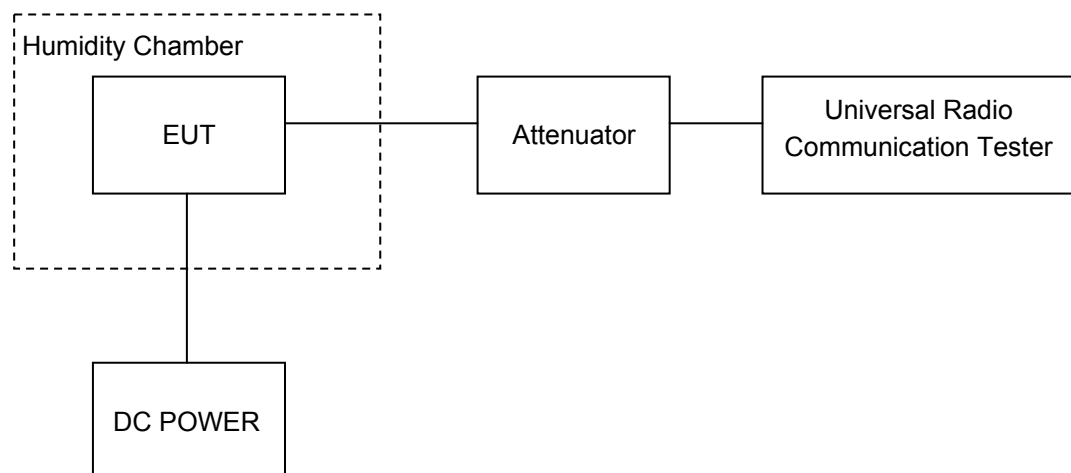 Humidity Chamber
EUT
Attenuator
Universal Radio
Communication Tester
DC POWER